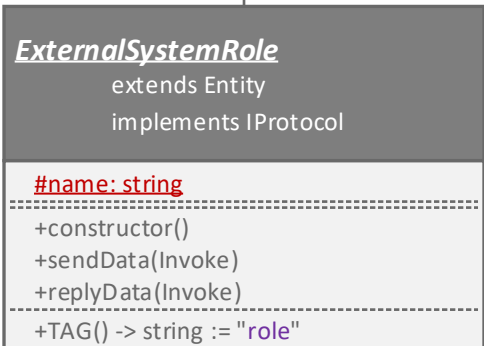 ExternalSystemRole
extends Entity
implements IProtocol
#name: string
+constructor()
+sendData(Invoke)
+replyData(Invoke)
+TAG() -> string := "role"